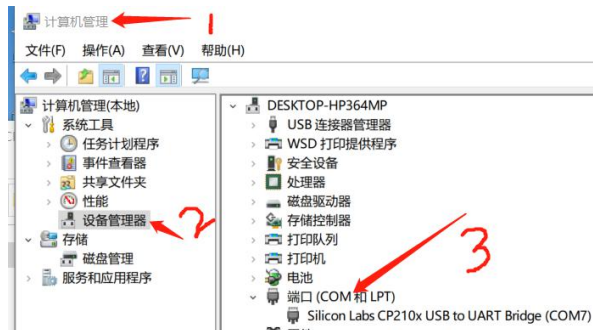 计算机管理
1
文件(F) 操作(A) 查看(V) 帮助(H)
计算机管理(本地)
系统工具
任务计划程序
事件查看器
共享文件夹
性能
设备管理器
2
存储
磁盘管理
服务和应用程序
DESKTOP-HP364MP
USB 连接器管理器
WSD 打印提供程序
安全设备
处理器
磁盘驱动器
存储控制器
打印队列
打印机
3
电池
端口 (COM 和 LPT)
Silicon Labs CP210x USB to UART Bridge (COM7)